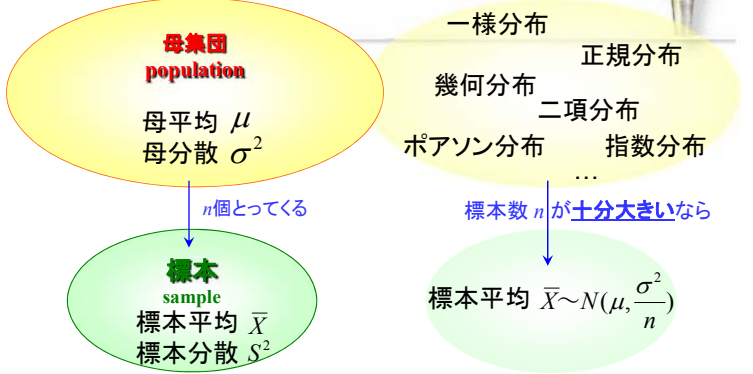 母集団
population
母平均 μ
母分散 σ²
n個とってくる
標本
sample
標本平均 X̄
標本分散 S²
一様分布
正規分布
幾何分布
二項分布
ポアソン分布 指数分布
…
標本数 n が十分大きいなら
標本平均 X̄～N(μ, σ²/n)